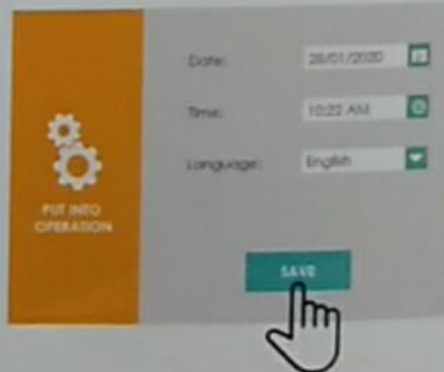 Date: 28/01/2020
Time: 10:22 AM
Language: English
PUT INTO
OPERATION
SAVE